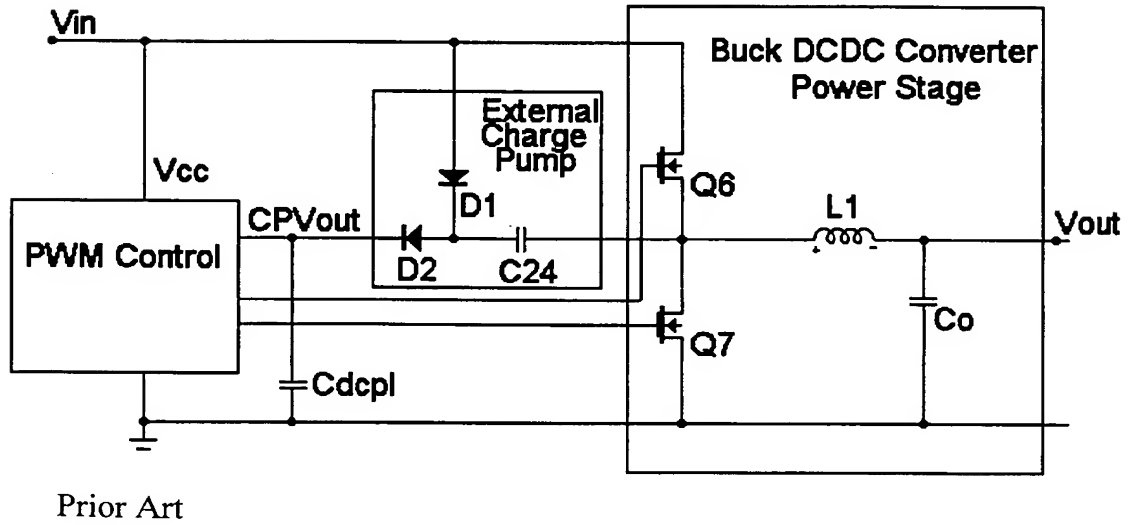 Vin
Buck DCDC Converter
Power Stage
External
Charge
Pump
Vcc
Q6
D1
L1
CPVout
Vout
PWM Control
+
-
D2
C24
Co
Q7
Cdcpl
Prior Art